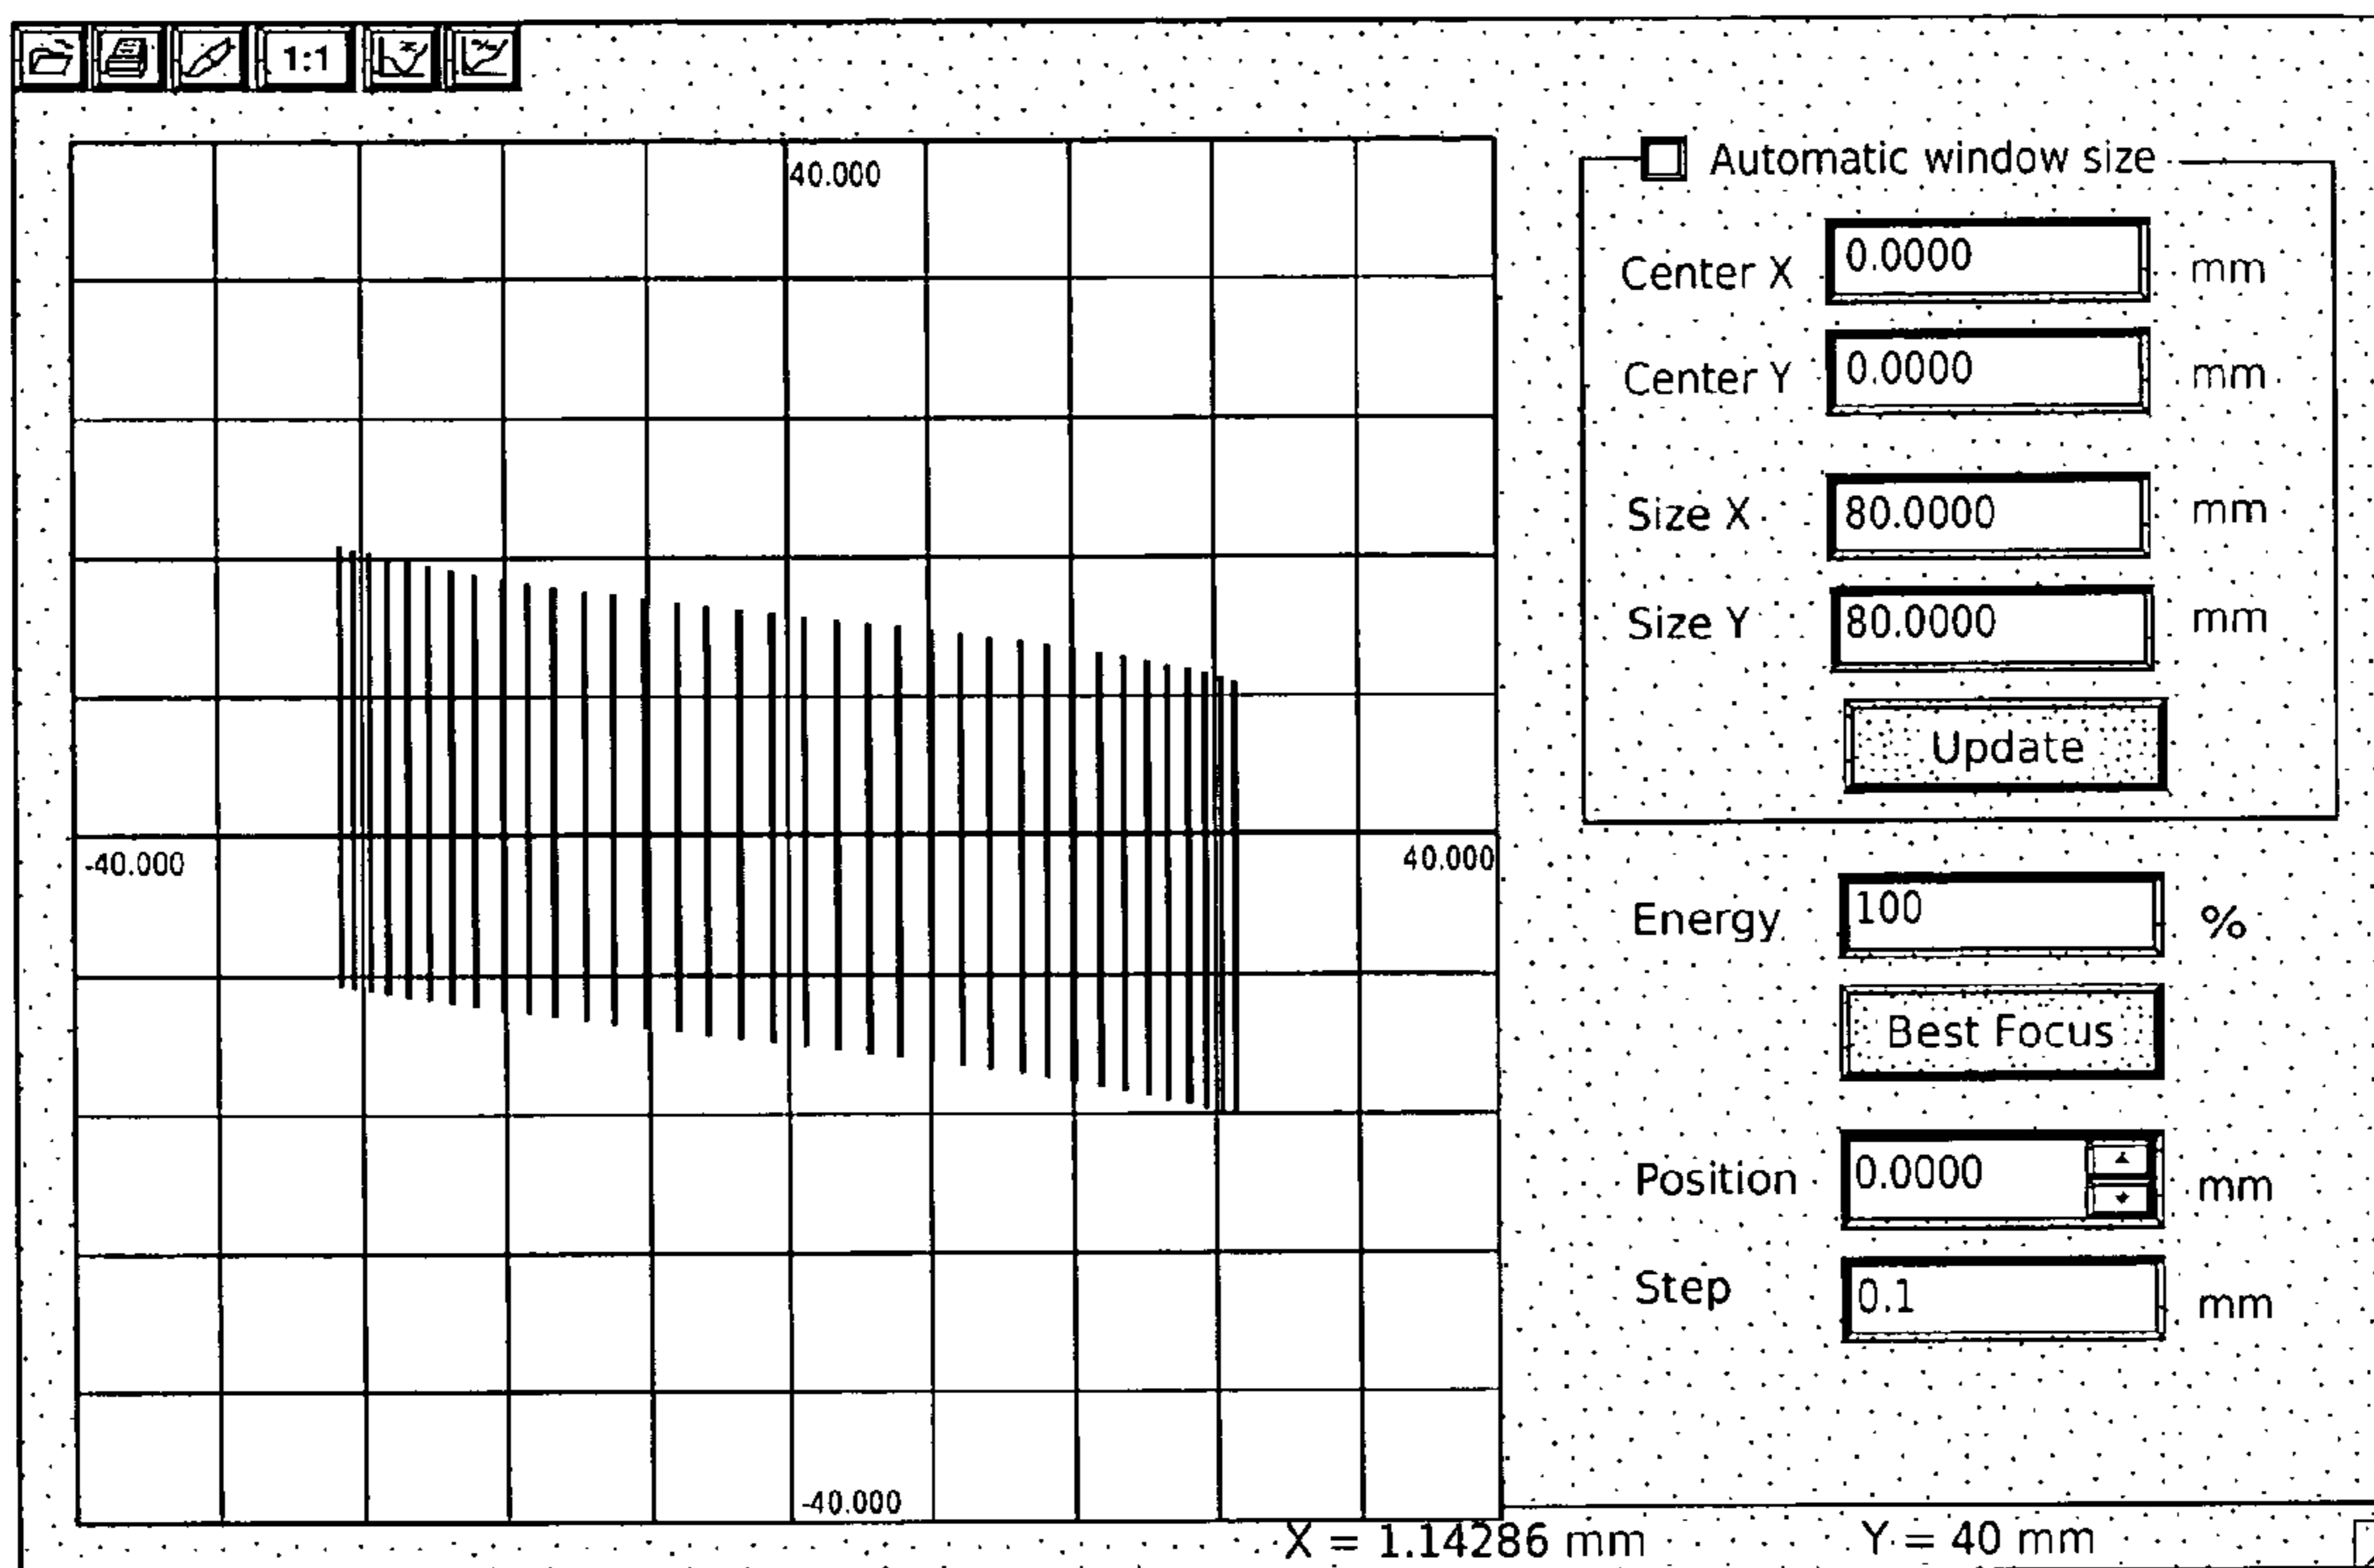 1:1
40.000
-40.000
40.000
-40.000
Automatic window size
Center X 0.0000 mm
Center Y 0.0000 mm
Size X 80.0000 mm
Size Y 80.0000 mm
Update
Energy 100 %
Best Focus
Position 0.0000 mm
Step 0.1 mm
X = 1.14286 mm Y = 40 mm